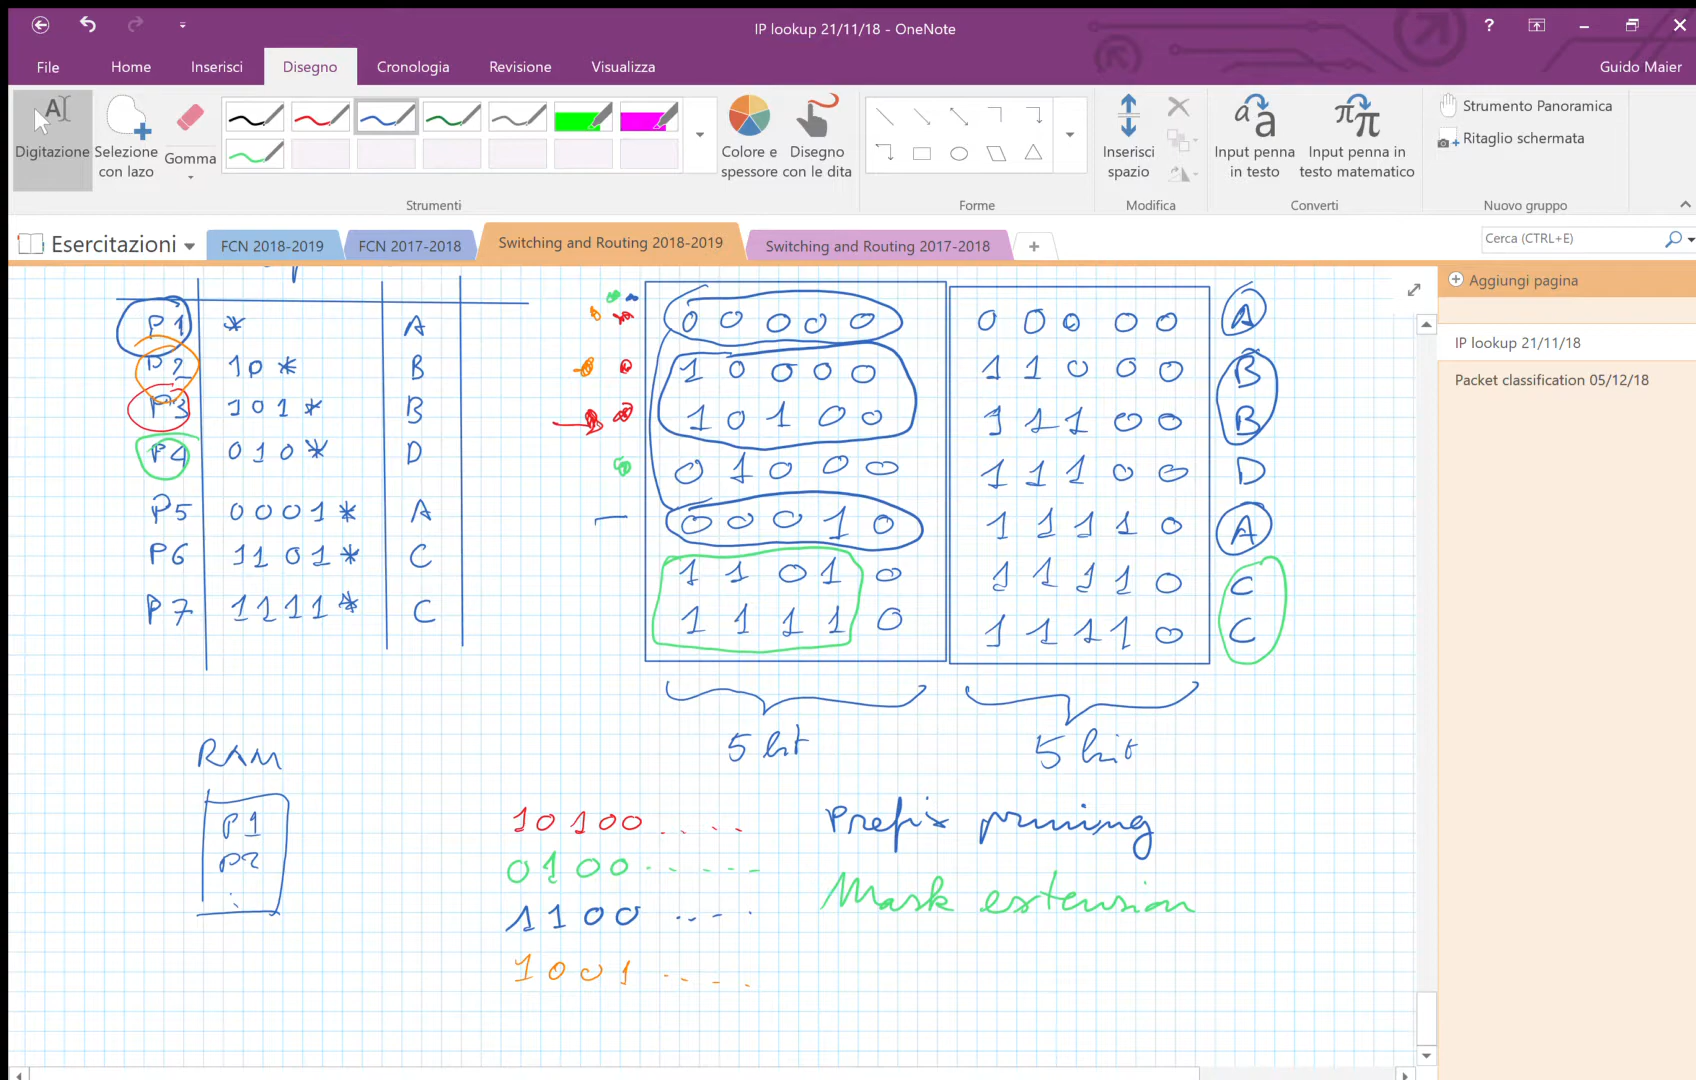 IP lookup 21/11/18 - OneNote
?
File Home Inserisci Disegno Cronologia Revisione Visualizza Guido Maier
Digitazione
Selezione con lazo
Gomma
Colore e spessore
Disegno con le dita
Inserisci spazio
Input penna in testo
Input penna in testo matematico
Strumento Panoramica
Ritaglio schermata
Strumenti Forme Modifica Converti Nuovo gruppo
Esercitazioni FCN 2018-2019 FCN 2017-2018 Switching and Routing 2018-2019 Switching and Routing 2017-2018 + Cerca (CTRL+E)
Aggiungi pagina
IP lookup 21/11/18
Packet classification 05/12/18
P1 * A 0 0 0 0 0 0 0 0 0 0 A
P2 10* B 1 0 0 0 0 1 1 0 0 0 B
P3 101* B 1 0 1 0 0 1 1 1 0 0 B
P4 010* D 0 1 0 0 0 1 1 1 0 0 D
P5 0001* A 0 0 0 1 0 1 1 1 1 0 A
P6 1101* C 1 1 0 1 0 1 1 1 1 0 C
P7 1111* C 1 1 1 1 0 1 1 1 1 0 C
5 bit 5 bit
RAM
P1
P2
10100 .... Prefix pruning
0100 ..... Mask extension
1100 ....
1001 ....